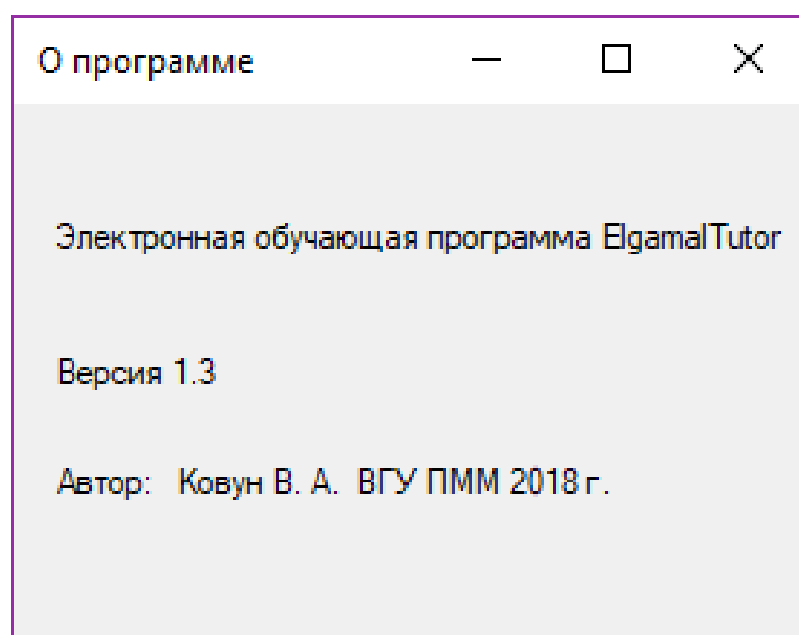 О программе
Электронная обучающая программа ElgamalTutor
Версия 1.3
Автор: Ковун В. А. ВГУ ПММ 2018 г.